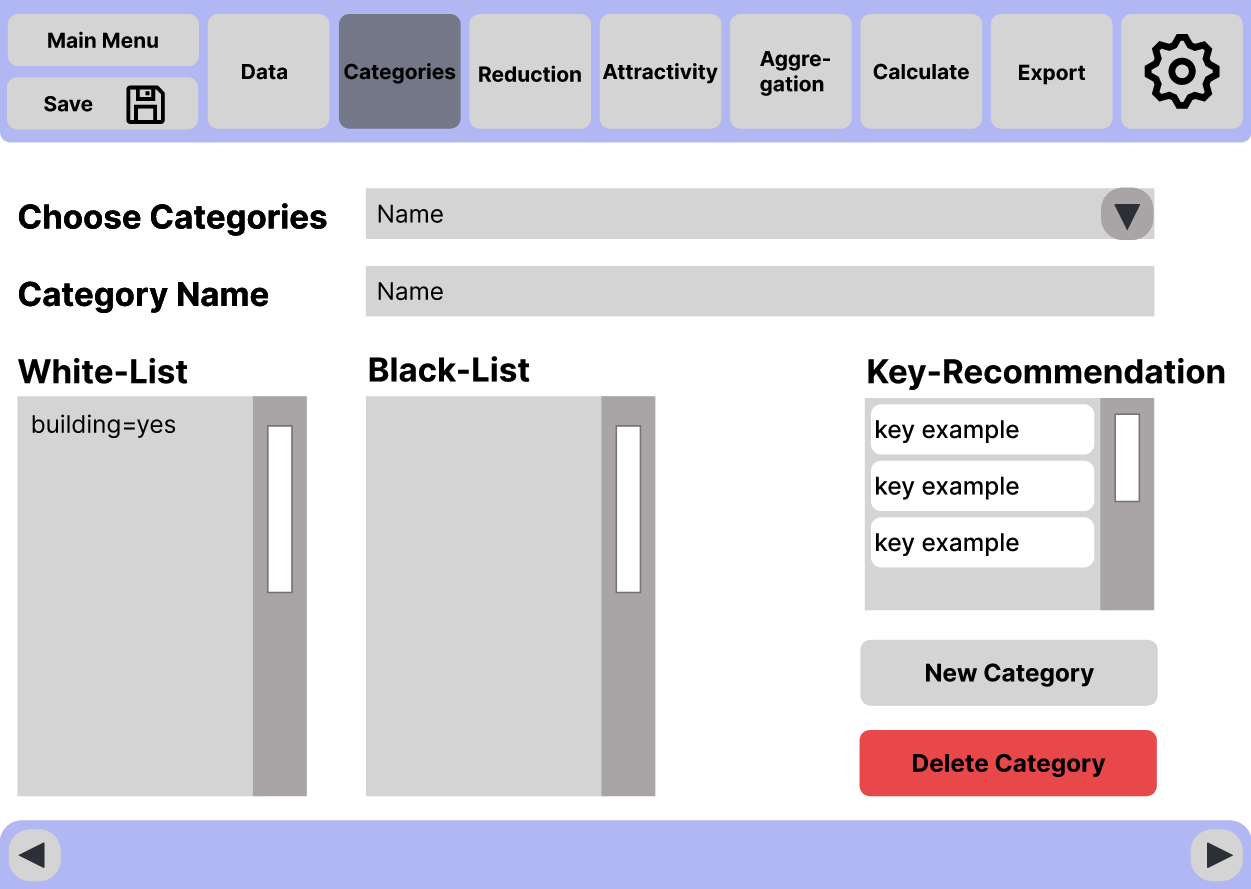 Main Menu
Save
Data
Categories
Reduction
Attractivity
Aggre-
gation
Calculate
Export
Choose Categories
Name
Category Name
Name
White-List
Black-List
Key-Recommendation
building=yes
key example
key example
key example
New Category
Delete Category